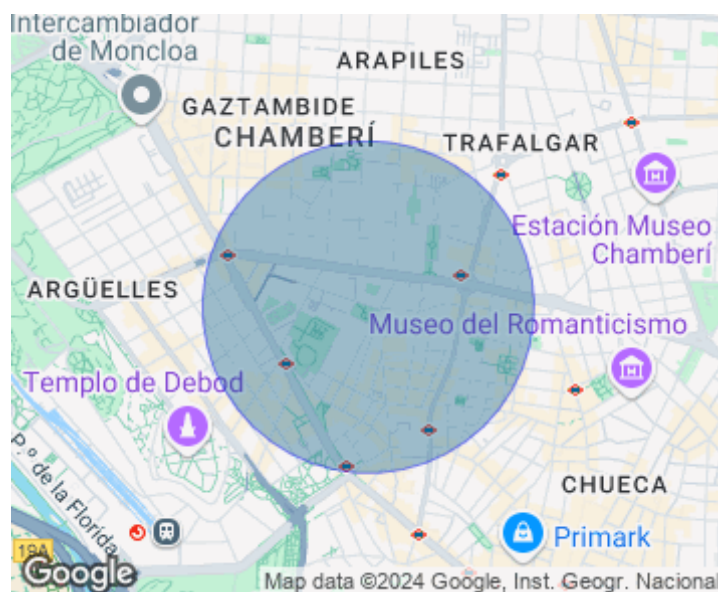 Intercambiador
de Moncloa
ARAPILES
GAZTAMBIDE
CHAMBERÍ
TRAFALGAR
Estación Museo
Chamberí
ARGÜELLES
Museo del Romanticismo
Templo de Debod
P.º de la Florida
CHUECA
Primark
19A
Google
Map data ©2024 Google, Inst. Geogr. Nacional